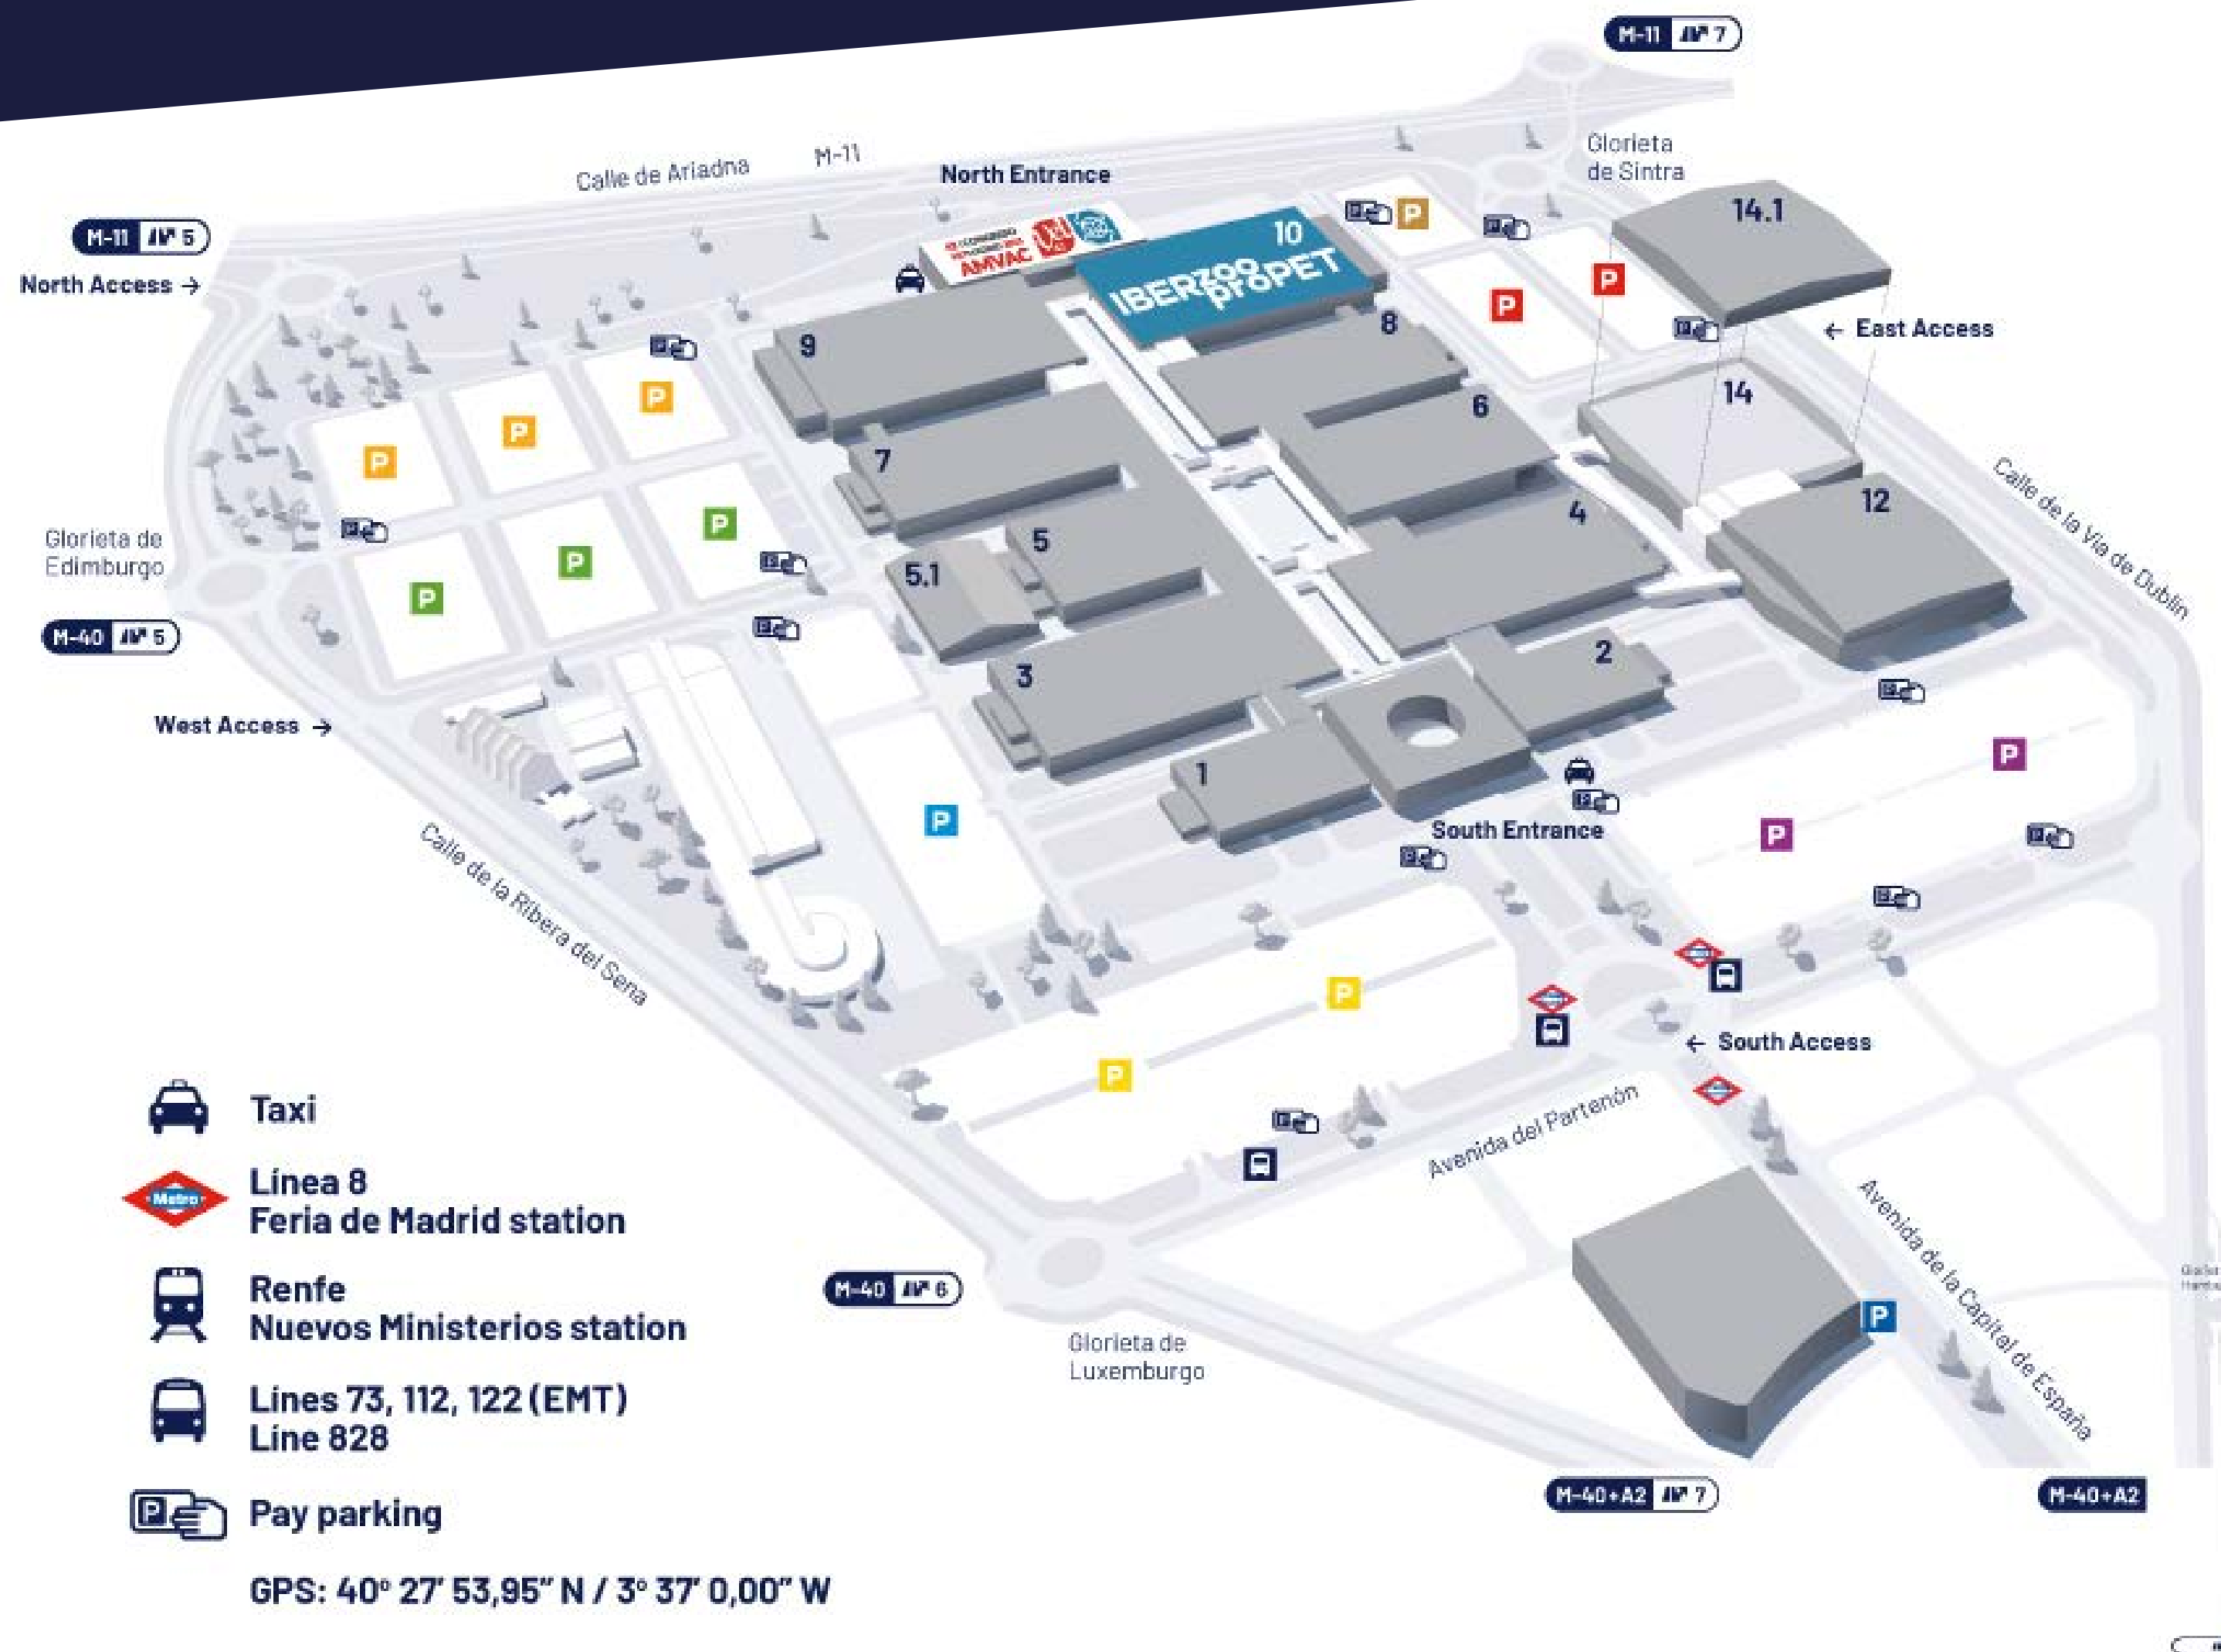 M-11 7
Glorieta
de Sintra
Calle de Ariadna
M-11
North Entrance
14.1
M-11 5
North Access →
AMVAC
10
IBERZOO
PROPET
P
P
P
← East Access
9
8
14
6
7
12
4
Calle de la Vía de Dublín
P
P
P
P
P
P
5
5.1
Glorieta de
Edimburgo
M-40 5
West Access →
3
2
1
P
P
P
South Entrance
Calle de la Ribera del Sena
P
P
← South Access
Avenida del Partenón
Avenida de la Capital de España
P
M-40 6
Glorieta de
Luxemburgo
M-40+A2 7
M-40+A2
Taxi
Metro
Línea 8
Feria de Madrid station
Renfe
Nuevos Ministerios station
Lines 73, 112, 122 (EMT)
Line 828
P
Pay parking
GPS: 40º 27' 53,95” N / 3º 37' 0,00” W